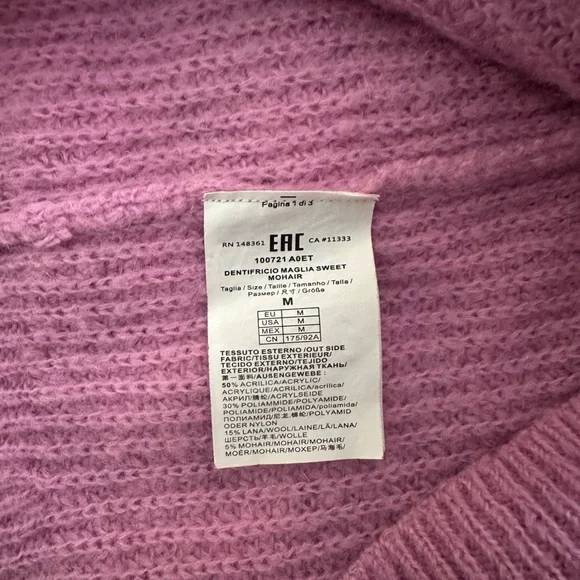 Pagina 1 di 3
RN 148361 EAC CA #11333
100721 A0ET
DENTIFRICIO MAGLIA SWEET
MOHAIR
Taglia / Size / Taille / Tamanho / Talla /
Размер / 尺寸 / Größe
M
EU M
USA M
MEX M
CN 175/92A
TESSUTO ESTERNO /OUT SIDE
FABRIC/TISSU EXTERIEUR/
TECIDO EXTERNO/TEJIDO
EXTERIOR/НАРУЖНАЯ ТКАНЬ/
第一面料/AUßENGEWEBE :
50% ACRILICA/ACRYLIC/
ACRYLIQUE/ACRILICA/acrílica/
АКРИЛ/腈纶/ACRYLSEIDE
30% POLIAMMIDE/POLYAMIDE/
POLYAMIDE/POLIAMIDA/poliamida/
ПОЛИАМИД/尼龙,锦纶/POLYAMID
ODER NYLON
15% LANA/WOOL/LAINE/LÃ/LANA/
ШЕРСТЬ/羊毛/WOLLE
5% MOHAIR/MOHAIR/MOHAIR/
MOÉR/MOHAIR/МОХЕР/马海毛/